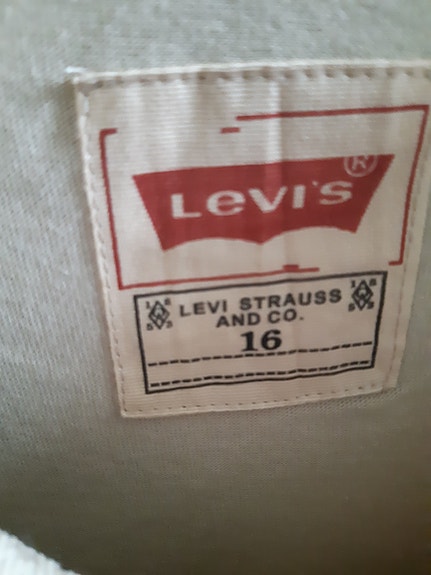 LEVI'S ®
LEVI STRAUSS
AND CO.
16